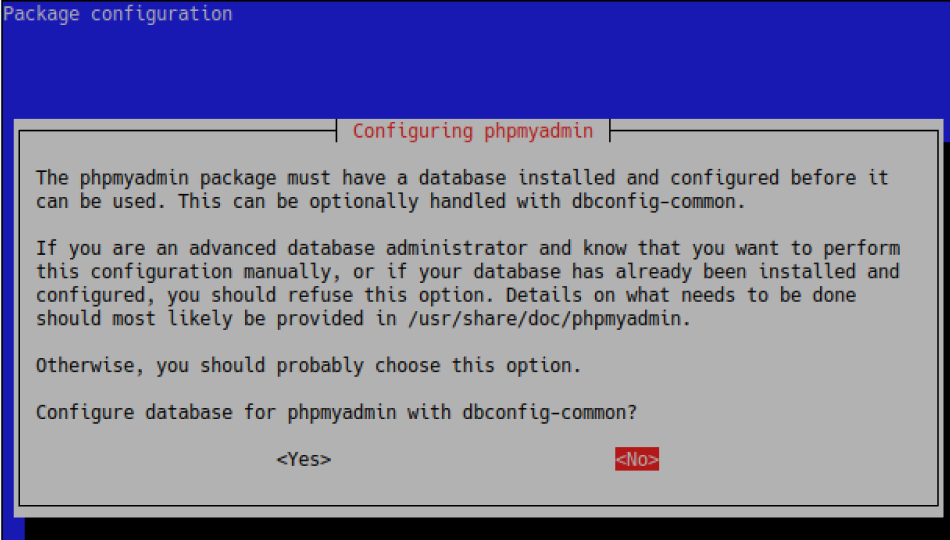 Package configuration
Configuring phpmyadmin
The phpmyadmin package must have a database installed and configured before it
can be used. This can be optionally handled with dbconfig-common.
If you are an advanced database administrator and know that you want to perform
this configuration manually, or if your database has already been installed and
configured, you should refuse this option. Details on what needs to be done
should most likely be provided in /usr/share/doc/phpmyadmin.
Otherwise, you should probably choose this option.
Configure database for phpmyadmin with dbconfig-common?
<Yes> <No>